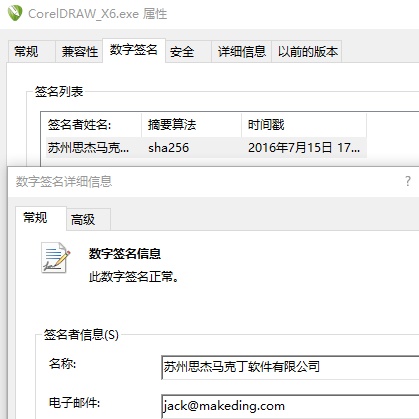 CorelDRAW_X6.exe 属性
常规 兼容性 数字签名 安全 详细信息 以前的版本
签名列表
签名者姓名: 摘要算法 时间戳
苏州思杰马克... sha256 2016年7月15日 17...
数字签名详细信息 ?
常规 高级
数字签名信息
此数字签名正常。
签名者信息(S)
名称: 苏州思杰马克丁软件有限公司
电子邮件: jack@makeding.com